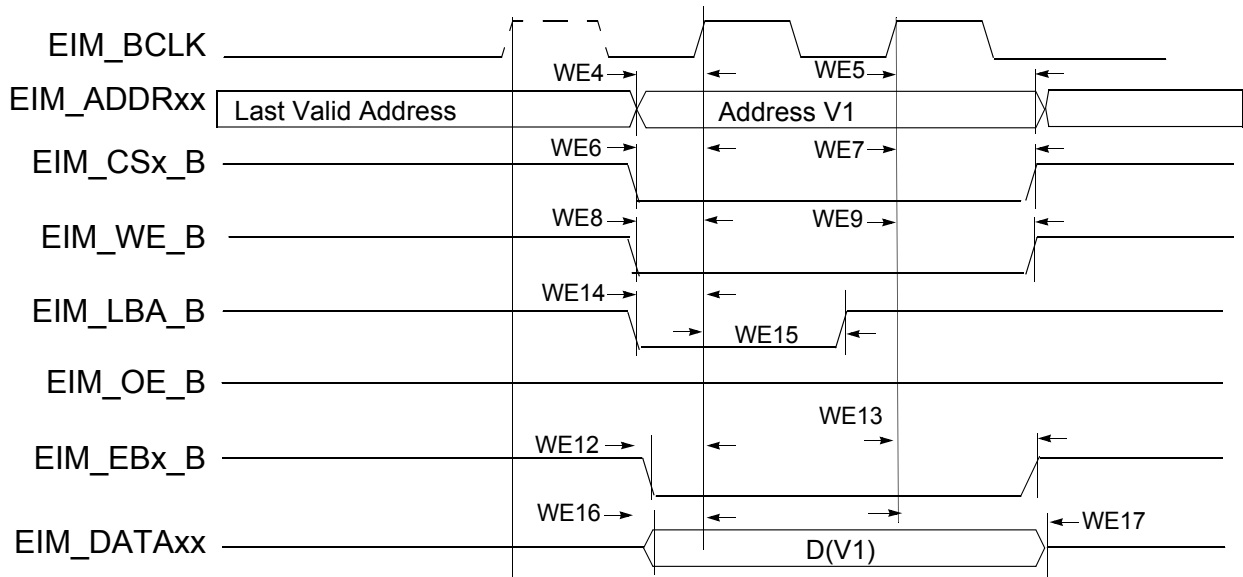 EIM_BCLK
WE4
WE5
EIM_ADDRxx
Last Valid Address
Address V1
WE6
WE7
EIM_CSx_B
WE8
WE9
EIM_WE_B
WE14
EIM_LBA_B
WE15
EIM_OE_B
WE13
WE12
EIM_EBx_B
WE16
WE17
EIM_DATAxx
D(V1)